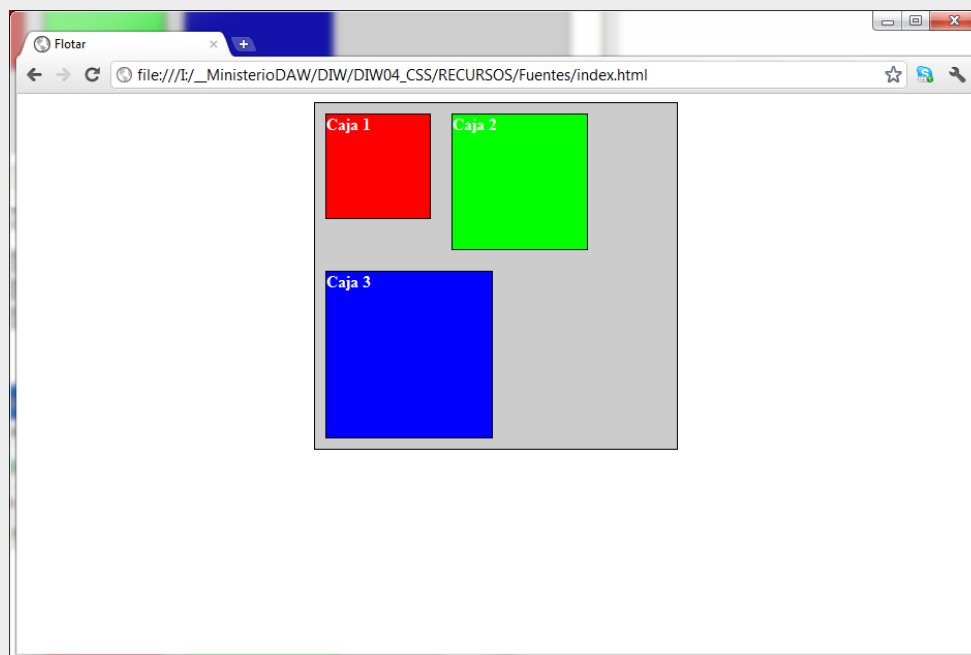 Flotar
file:///I:/__MinisterioDAW/DIW/DIW04_CSS/RECURSOS/Fuentes/index.html
Caja 1
Caja 2
Caja 3